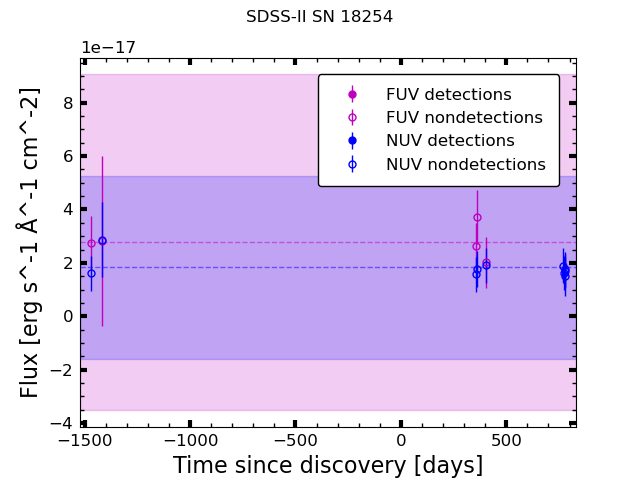 SDSS-II SN 18254
1e−17
FUV detections
FUV nondetections
NUV detections
NUV nondetections
8
6
4
2
0
−2
−4
−1500
−1000
−500
0
500
Time since discovery [days]
Flux [erg s^-1 Å^-1 cm^-2]